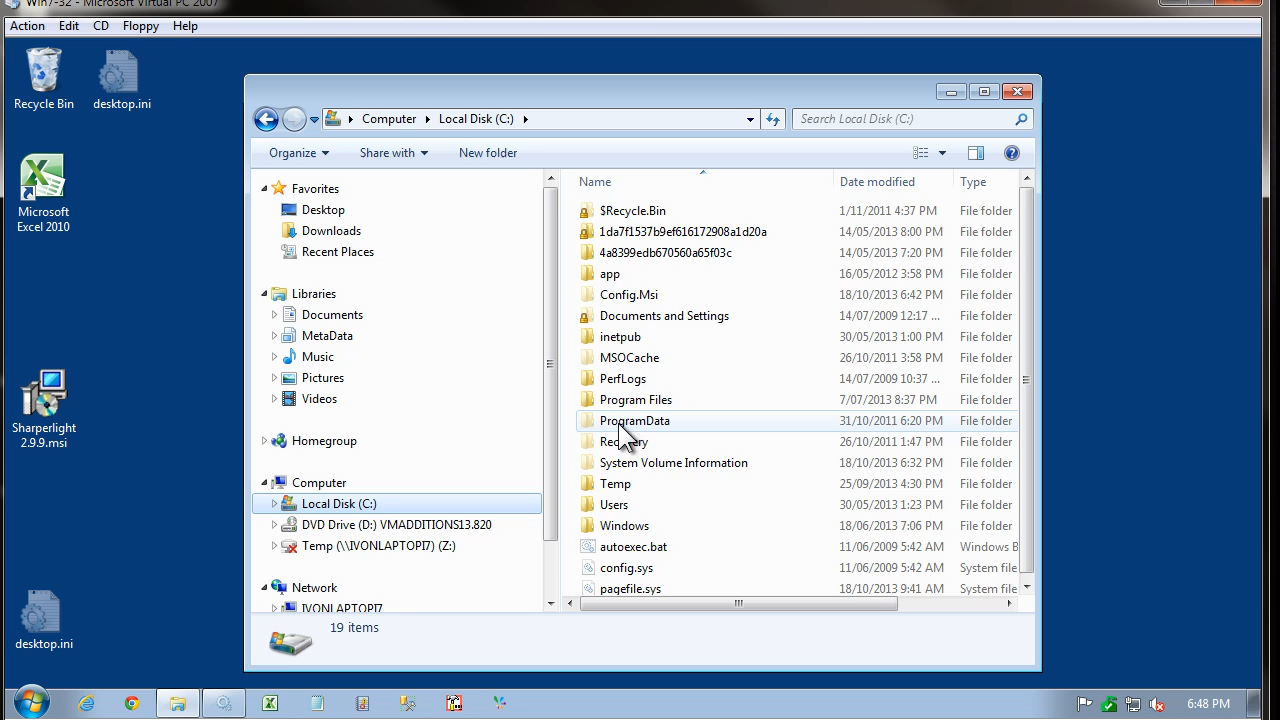 Win7-32 - Microsoft Virtual PC 2007
Action Edit CD Floppy Help
Recycle Bin
desktop.ini
Microsoft
Excel 2010
Sharperlight
2.9.9.msi
desktop.ini
Computer Local Disk (C:)
Search Local Disk (C:)
Organize Share with New folder
Favorites
Desktop
Downloads
Recent Places
Libraries
Documents
MetaData
Music
Pictures
Videos
Homegroup
Computer
Local Disk (C:)
DVD Drive (D:) VMADDITIONS13.820
Temp (\\IVONLAPTOPI7) (Z:)
Network
IVONLAPTOPI7
Name Date modified Type
$Recycle.Bin 1/11/2011 4:37 PM File folder
1da7f1537b9ef616172908a1d20a 14/05/2013 8:00 PM File folder
4a8399edb670560a65f03c 14/05/2013 7:20 PM File folder
app 16/05/2012 3:58 PM File folder
Config.Msi 18/10/2013 6:42 PM File folder
Documents and Settings 14/07/2009 12:17 ... File folder
inetpub 30/05/2013 1:00 PM File folder
MSOCache 26/10/2011 3:58 PM File folder
PerfLogs 14/07/2009 10:37 ... File folder
Program Files 7/07/2013 8:37 PM File folder
ProgramData 31/10/2011 6:20 PM File folder
Recovery 26/10/2011 1:47 PM File folder
System Volume Information 18/10/2013 6:32 PM File folder
Temp 25/09/2013 4:30 PM File folder
Users 30/05/2013 1:23 PM File folder
Windows 18/06/2013 7:06 PM File folder
autoexec.bat 11/06/2009 5:42 AM Windows B
config.sys 11/06/2009 5:42 AM System file
pagefile.sys 18/10/2013 9:41 AM System file
19 items
6:48 PM